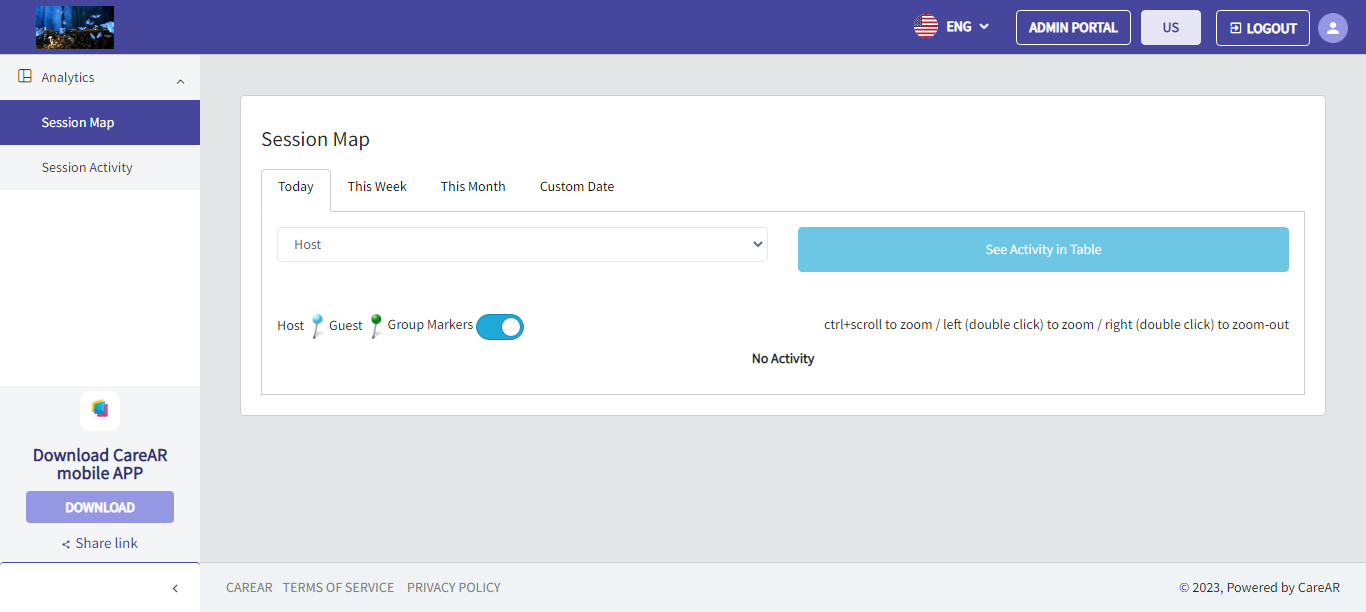 ENG
ADMIN PORTAL
US
LOGOUT
Analytics
Session Map
Session Activity
Session Map
Today
This Week
This Month
Custom Date
Host
See Activity in Table
Host
Guest
Group Markers
ctrl+scroll to zoom / left (double click) to zoom / right (double click) to zoom-out
No Activity
Download CareAR
mobile APP
DOWNLOAD
Share link
CAREAR
TERMS OF SERVICE
PRIVACY POLICY
© 2023, Powered by CareAR